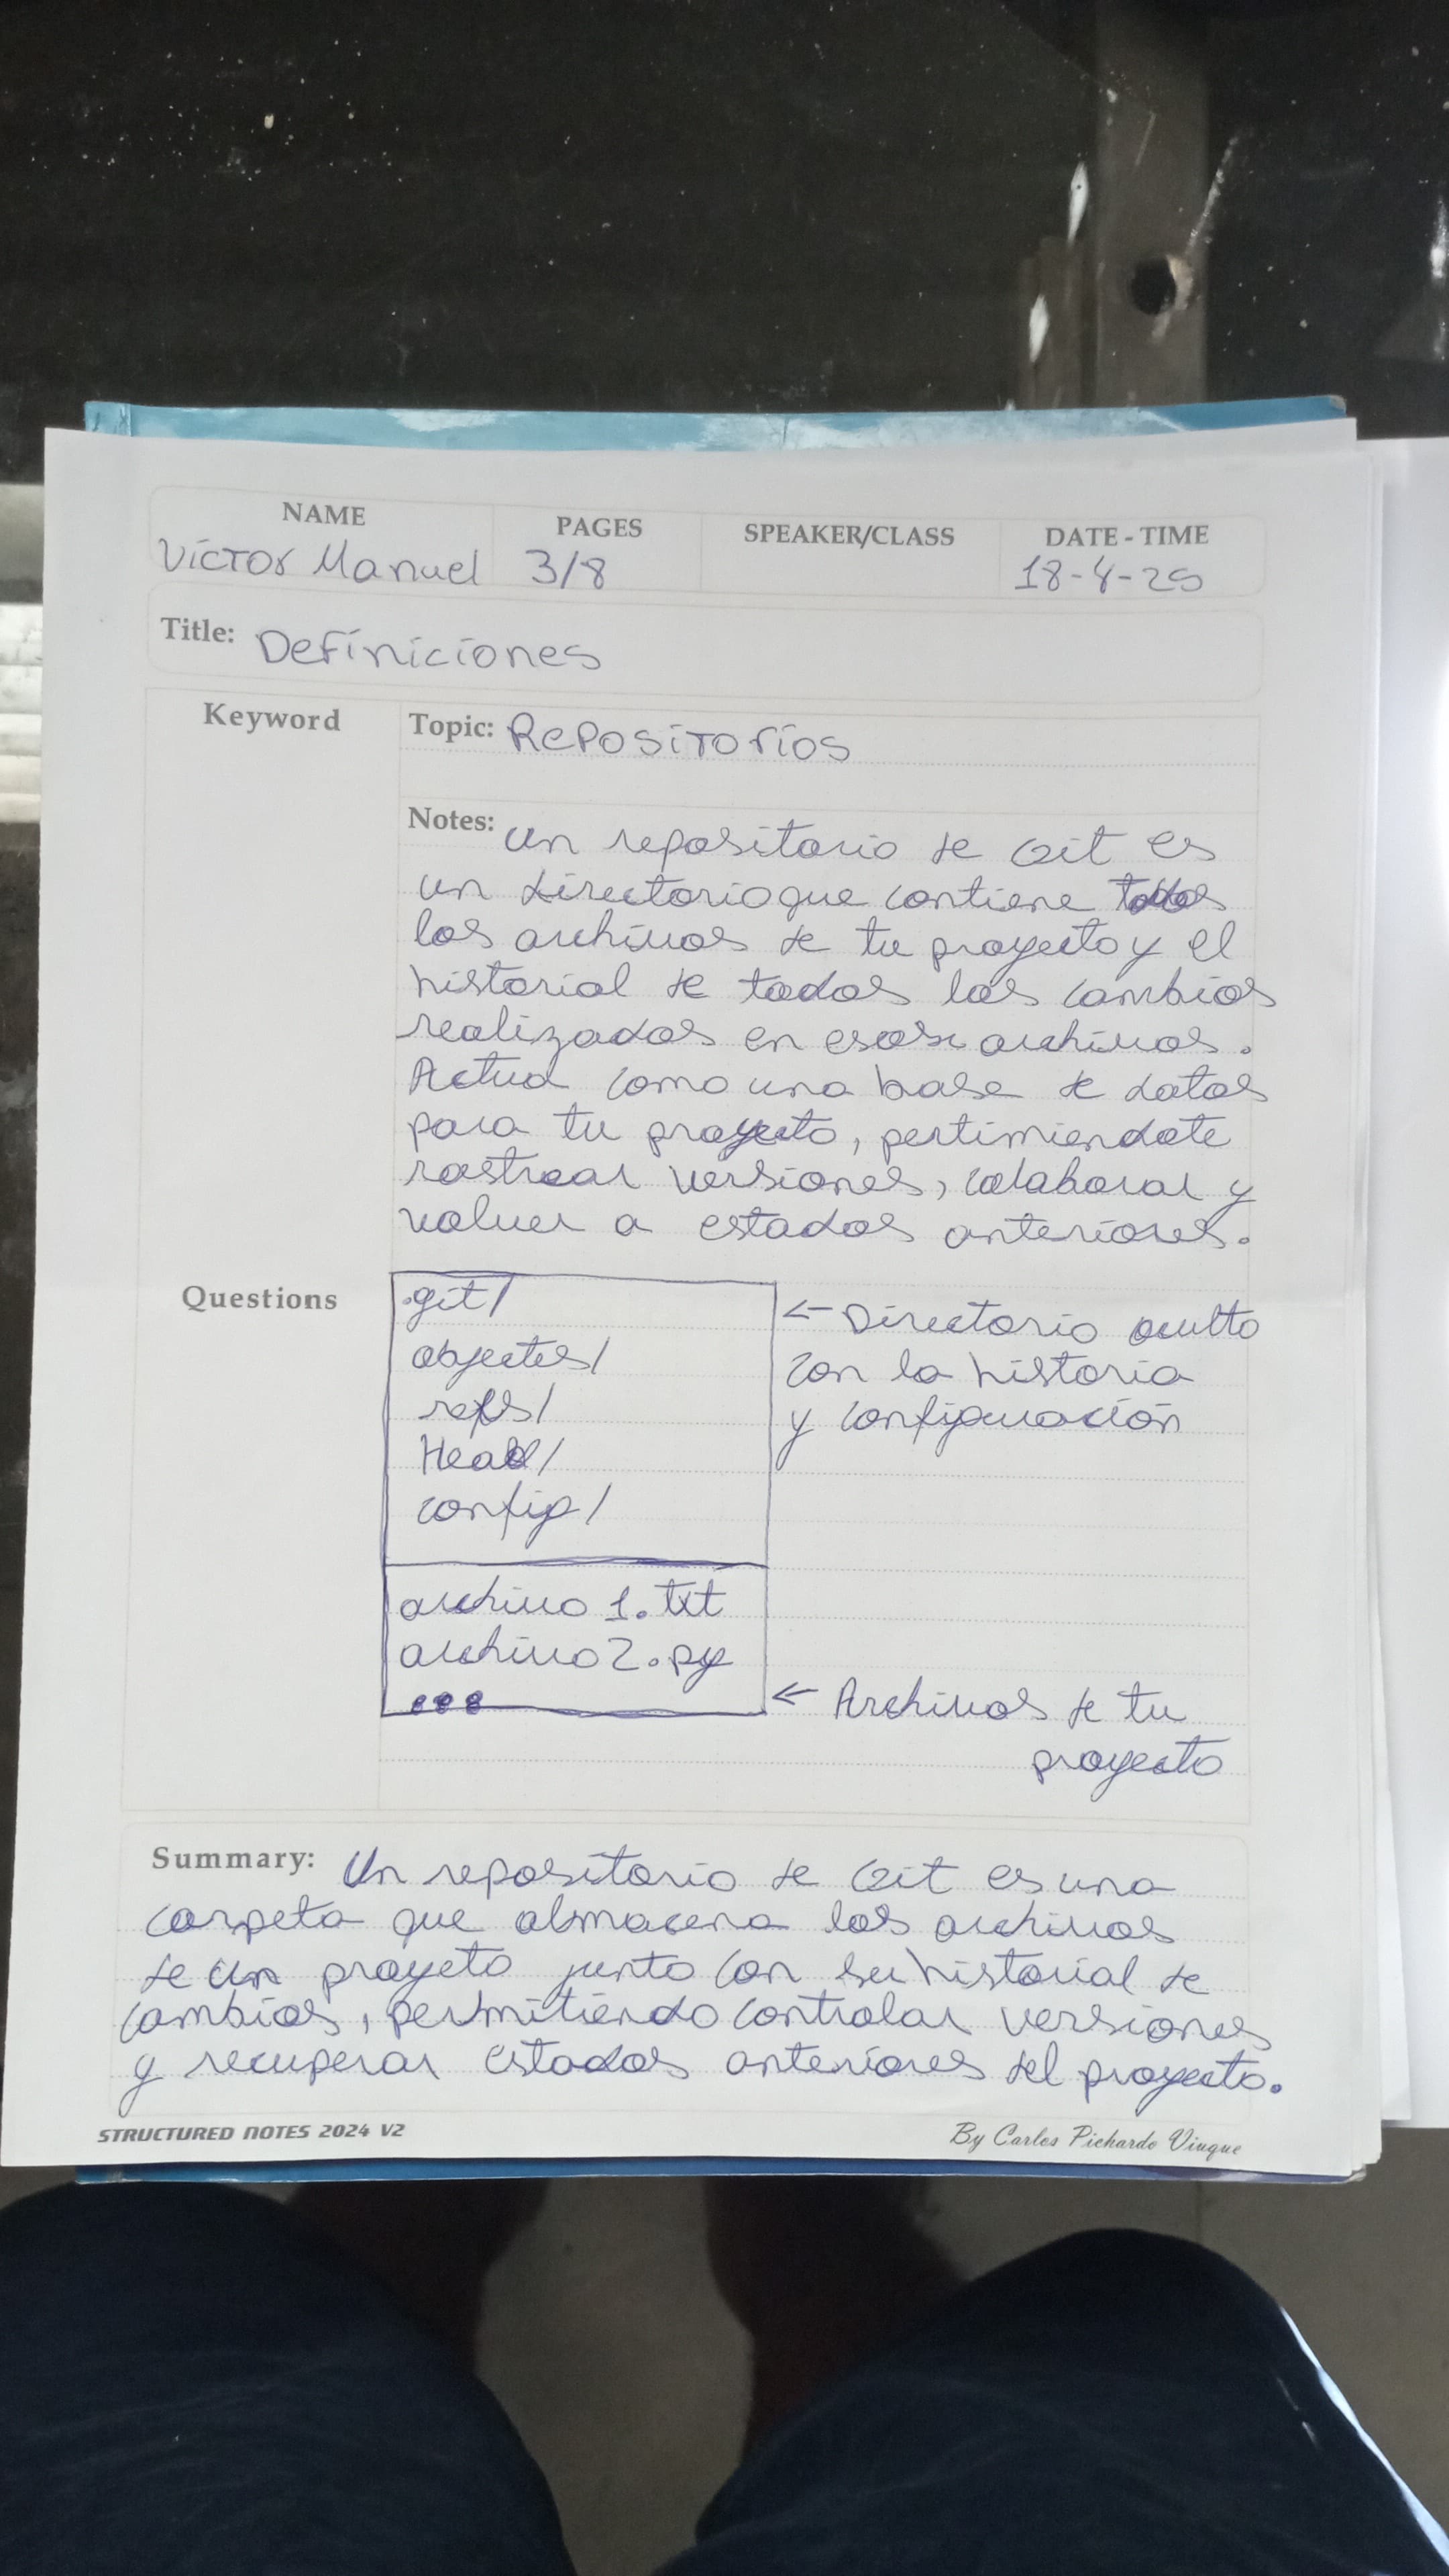 NAME PAGES SPEAKER/CLASS DATE - TIME
Víctor Manuel 3/8 18-4-25
Title: Definiciones
Keyword Topic: Repositorios
Notes: Un repositorio de Git es
un directorio que contiene todos
los archivos de tu proyecto y el
historial de todos los cambios
realizados en esos archivos.
Actua como una base de datos
para tu proyecto, pertimiendote
rastrear versiones, colaborar y
volver a estados anteriores.
Questions
.git/
objectes/
refs/
Head/
config/
← Directorio oculto
con la historia
y configuración
archivo 1.txt
archivo 2.py
...
← Archivos de tu
proyecto
Summary: Un repositorio de Git es una
carpeta que almacena los archivos
de un proyeto junto con su historial de
cambios, permitiendo controlar versiones
y recuperar estados anteriores del proyecto.
STRUCTURED NOTES 2024 V2 By Carlos Pichardo Viuque